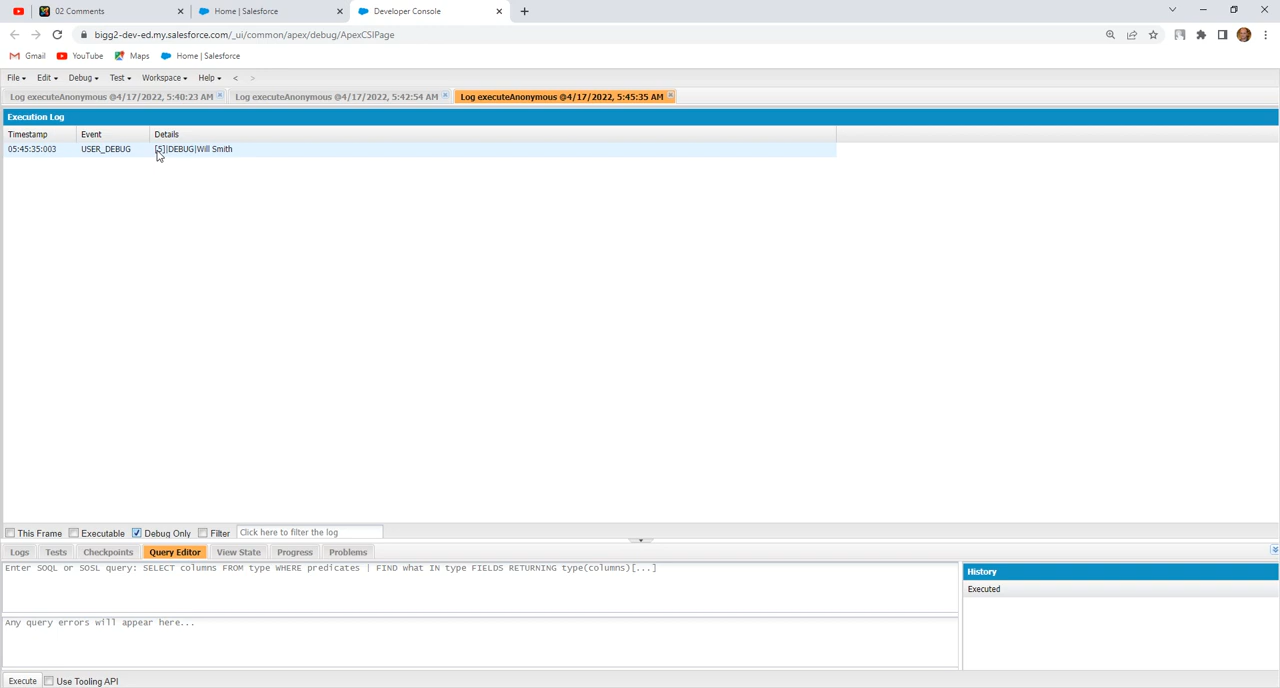 02 Comments
Home | Salesforce
Developer Console
bigg2-dev-ed.my.salesforce.com/_ui/common/apex/debug/ApexCSIPage
Gmail YouTube Maps Home | Salesforce
File Edit Debug Test Workspace Help < >
Log executeAnonymous @4/17/2022, 5:40:23 AM
Log executeAnonymous @4/17/2022, 5:42:54 AM
Log executeAnonymous @4/17/2022, 5:45:35 AM
Execution Log
Timestamp Event Details
05:45:35:003 USER_DEBUG [5]|DEBUG|Will Smith
This Frame Executable Debug Only Filter Click here to filter the log
Logs Tests Checkpoints Query Editor View State Progress Problems
Enter SOQL or SOSL query: SELECT columns FROM type WHERE predicates | FIND what IN type FIELDS RETURNING type(columns)[...]
History
Executed
Any query errors will appear here...
Execute Use Tooling API